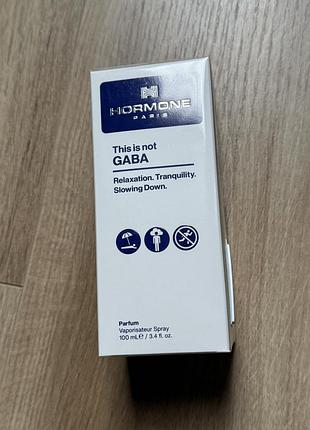 HORMONE
PARIS
This is not
GABA
Relaxation. Tranquility.
Slowing Down.
Parfum
Vaporisateur Spray
100 mL℮ / 3.4 fl. oz.